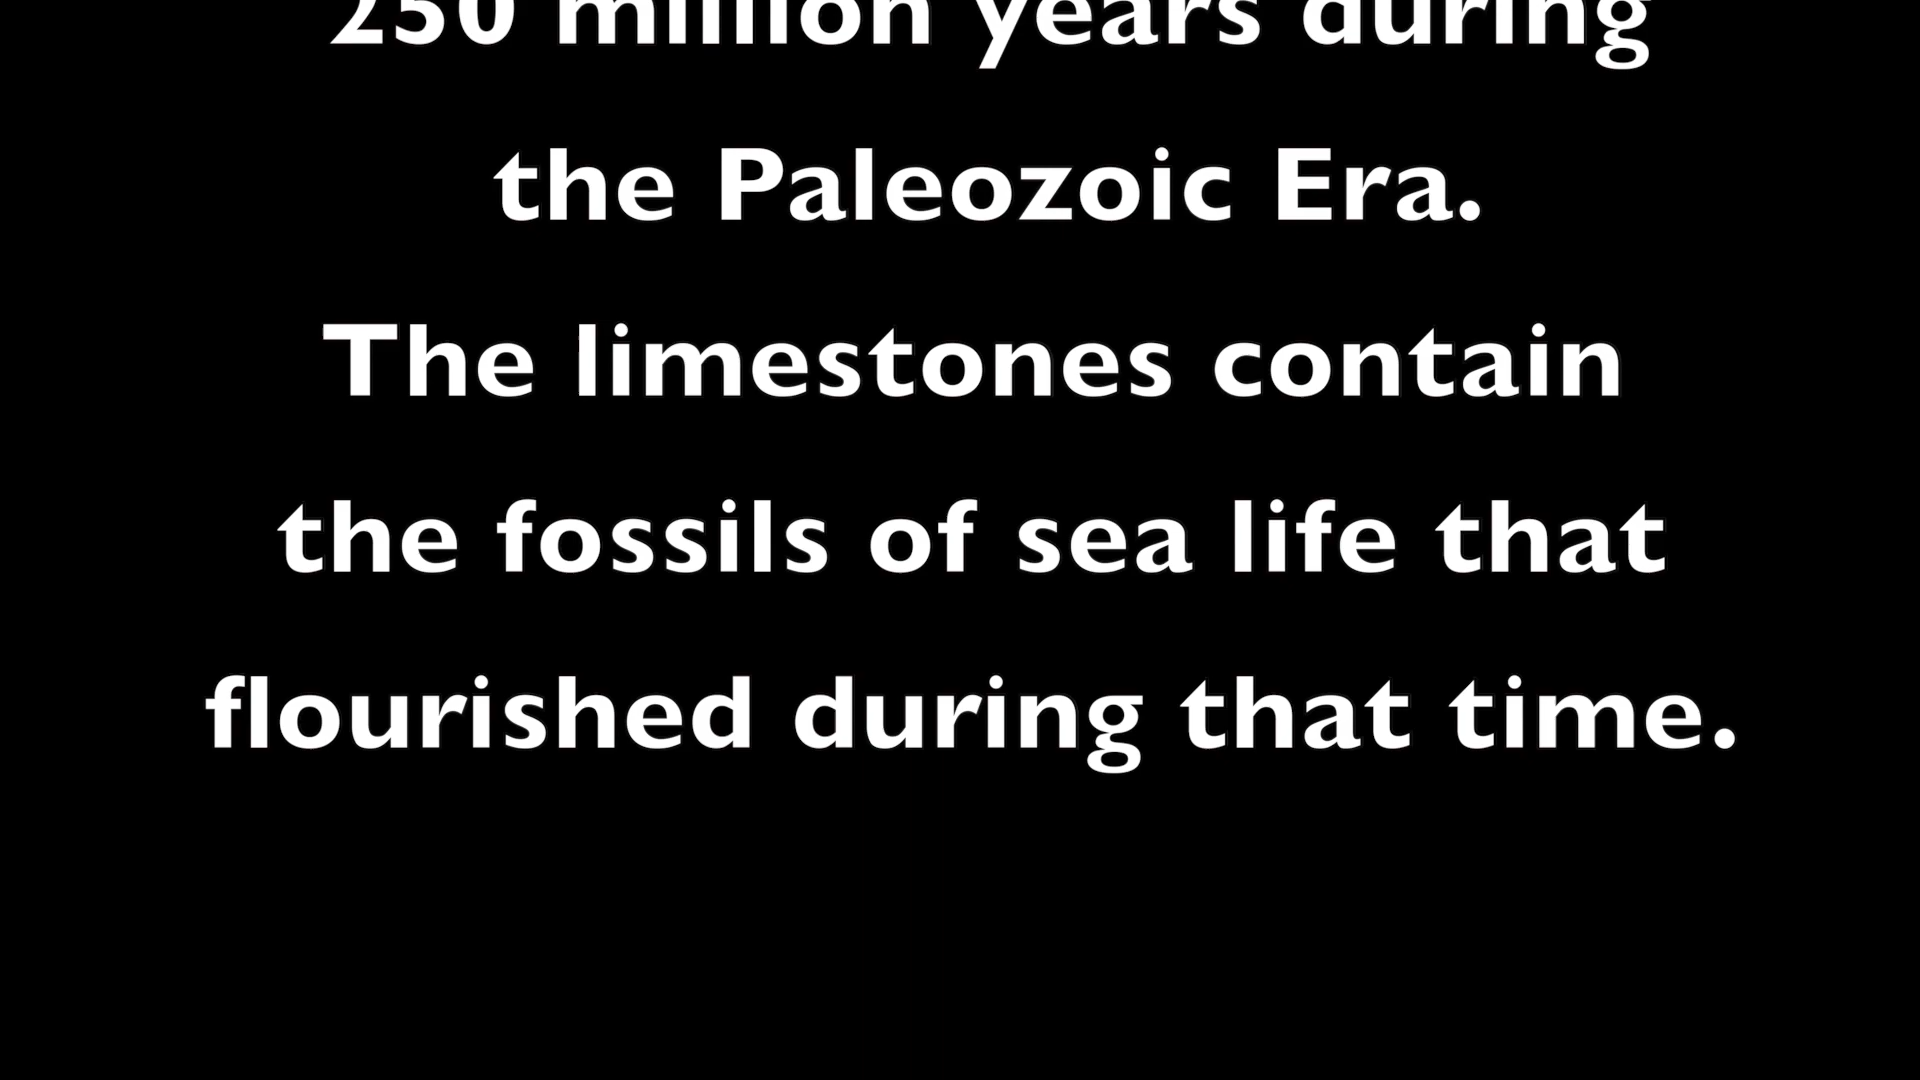 250 million years during
the Paleozoic Era.
The limestones contain
the fossils of sea life that
flourished during that time.